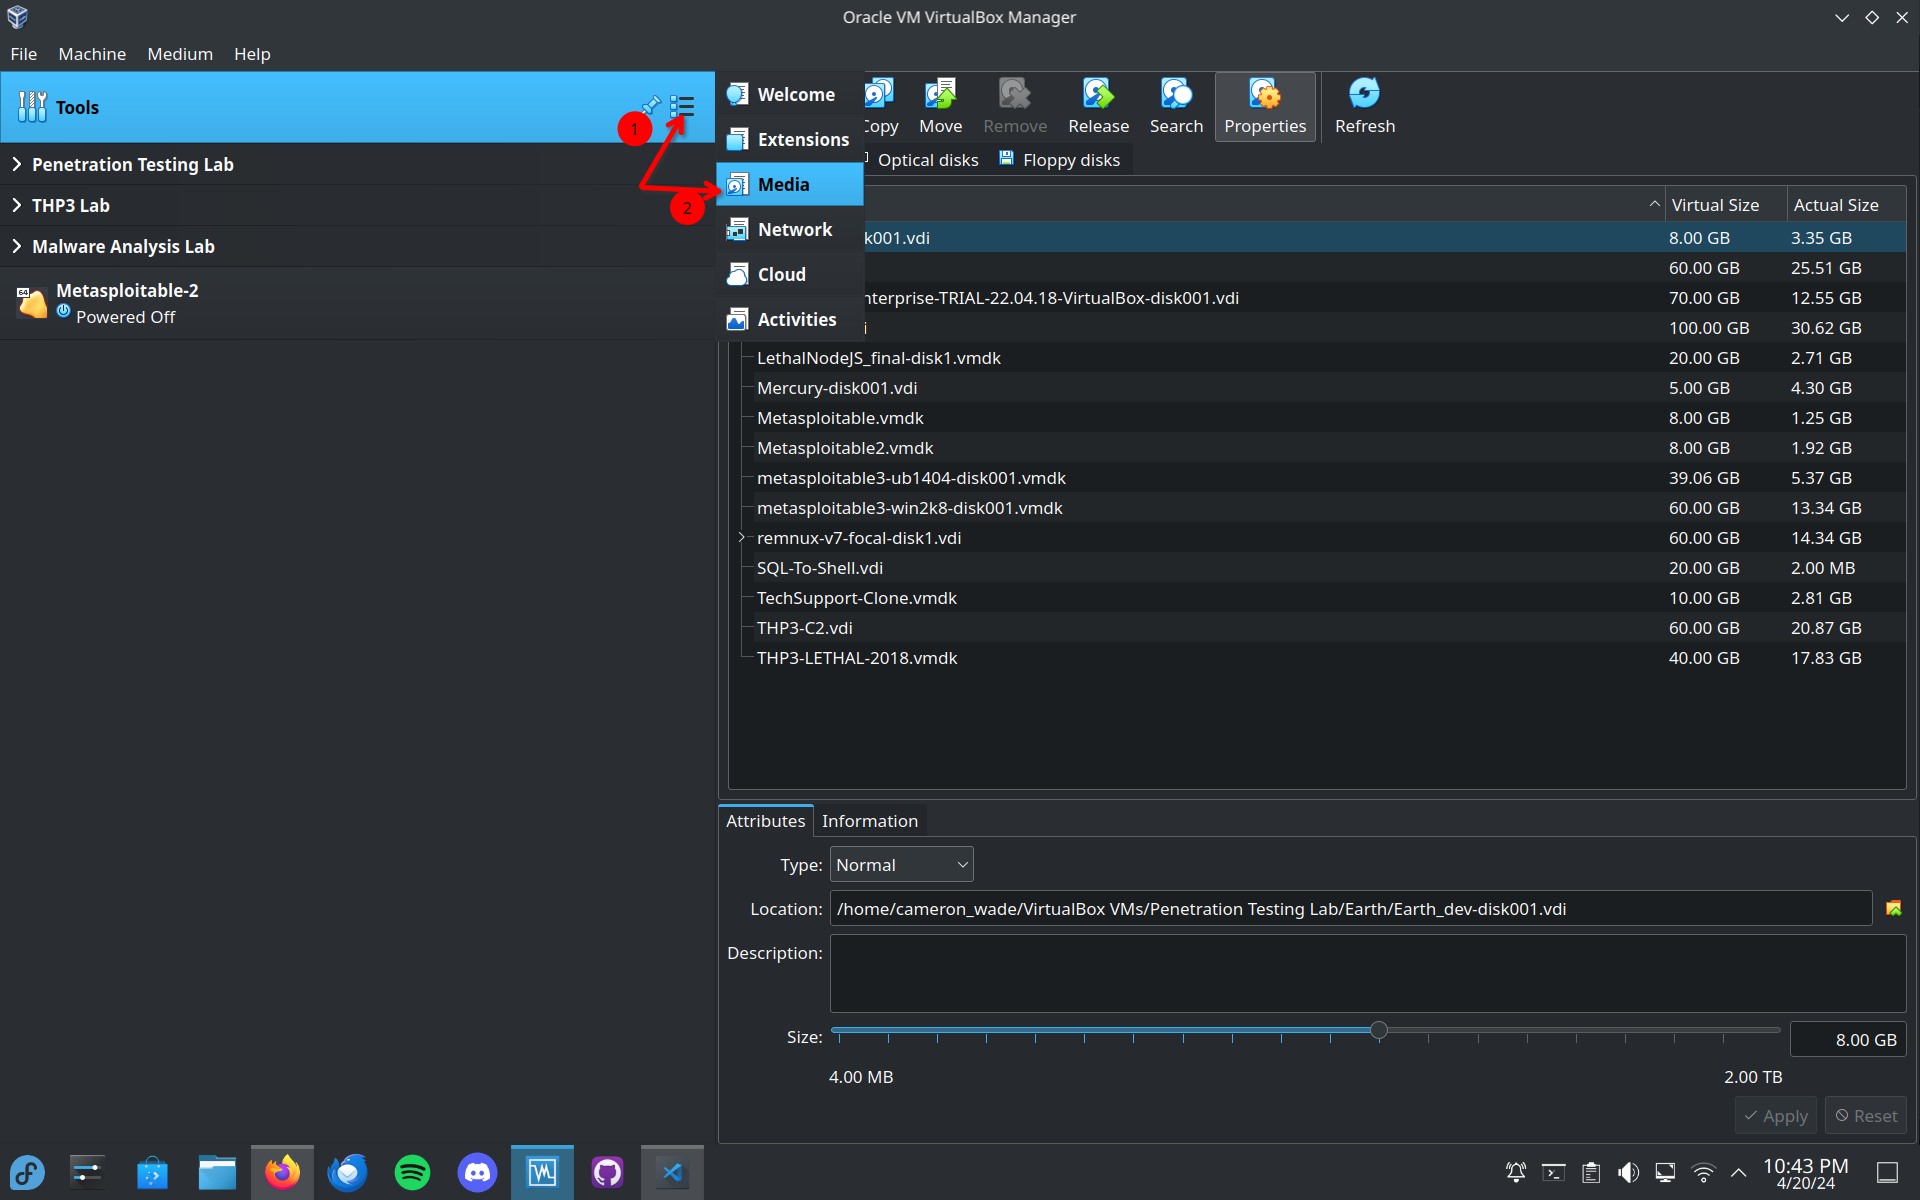 Oracle VM VirtualBox Manager
File Machine Medium Help
Tools
1
2
Penetration Testing Lab
THP3 Lab
Malware Analysis Lab
64
Metasploitable-2
Powered Off
Welcome
Extensions
Media
Network
Cloud
Activities
Copy Move Remove Release Search Properties Refresh
Optical disks Floppy disks
Virtual Size Actual Size
k001.vdi 8.00 GB 3.35 GB
60.00 GB 25.51 GB
nterprise-TRIAL-22.04.18-VirtualBox-disk001.vdi 70.00 GB 12.55 GB
i 100.00 GB 30.62 GB
LethalNodeJS_final-disk1.vmdk 20.00 GB 2.71 GB
Mercury-disk001.vdi 5.00 GB 4.30 GB
Metasploitable.vmdk 8.00 GB 1.25 GB
Metasploitable2.vmdk 8.00 GB 1.92 GB
metasploitable3-ub1404-disk001.vmdk 39.06 GB 5.37 GB
metasploitable3-win2k8-disk001.vmdk 60.00 GB 13.34 GB
remnux-v7-focal-disk1.vdi 60.00 GB 14.34 GB
SQL-To-Shell.vdi 20.00 GB 2.00 MB
TechSupport-Clone.vmdk 10.00 GB 2.81 GB
THP3-C2.vdi 60.00 GB 20.87 GB
THP3-LETHAL-2018.vmdk 40.00 GB 17.83 GB
Attributes Information
Type: Normal
Location: /home/cameron_wade/VirtualBox VMs/Penetration Testing Lab/Earth/Earth_dev-disk001.vdi
Description:
Size: 8.00 GB
4.00 MB 2.00 TB
Apply Reset
10:43 PM
4/20/24